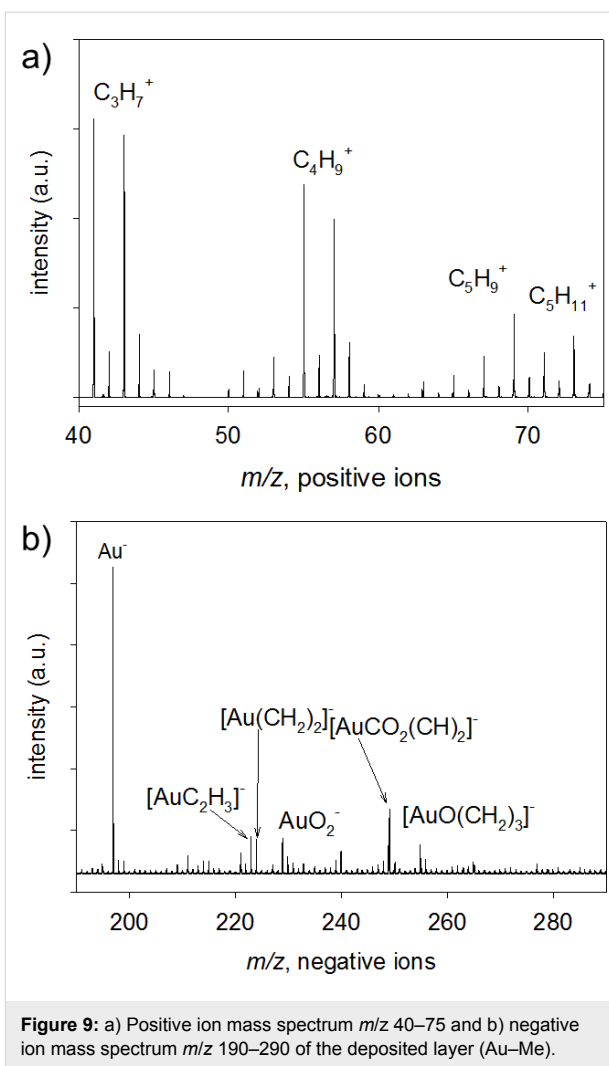 a)
C₃H₇⁺
C₄H₉⁺
C₅H₉⁺
C₅H₁₁⁺
intensity (a.u.)
40 50 60 70
m/z, positive ions
b)
Au⁻
[Au(CH₂)₂]⁻ [AuCO₂(CH)₂]⁻
[AuC₂H₃]⁻ AuO₂⁻ [AuO(CH₂)₃]⁻
intensity (a.u.)
200 220 240 260 280
m/z, negative ions
Figure 9: a) Positive ion mass spectrum m/z 40–75 and b) negative
ion mass spectrum m/z 190–290 of the deposited layer (Au–Me).